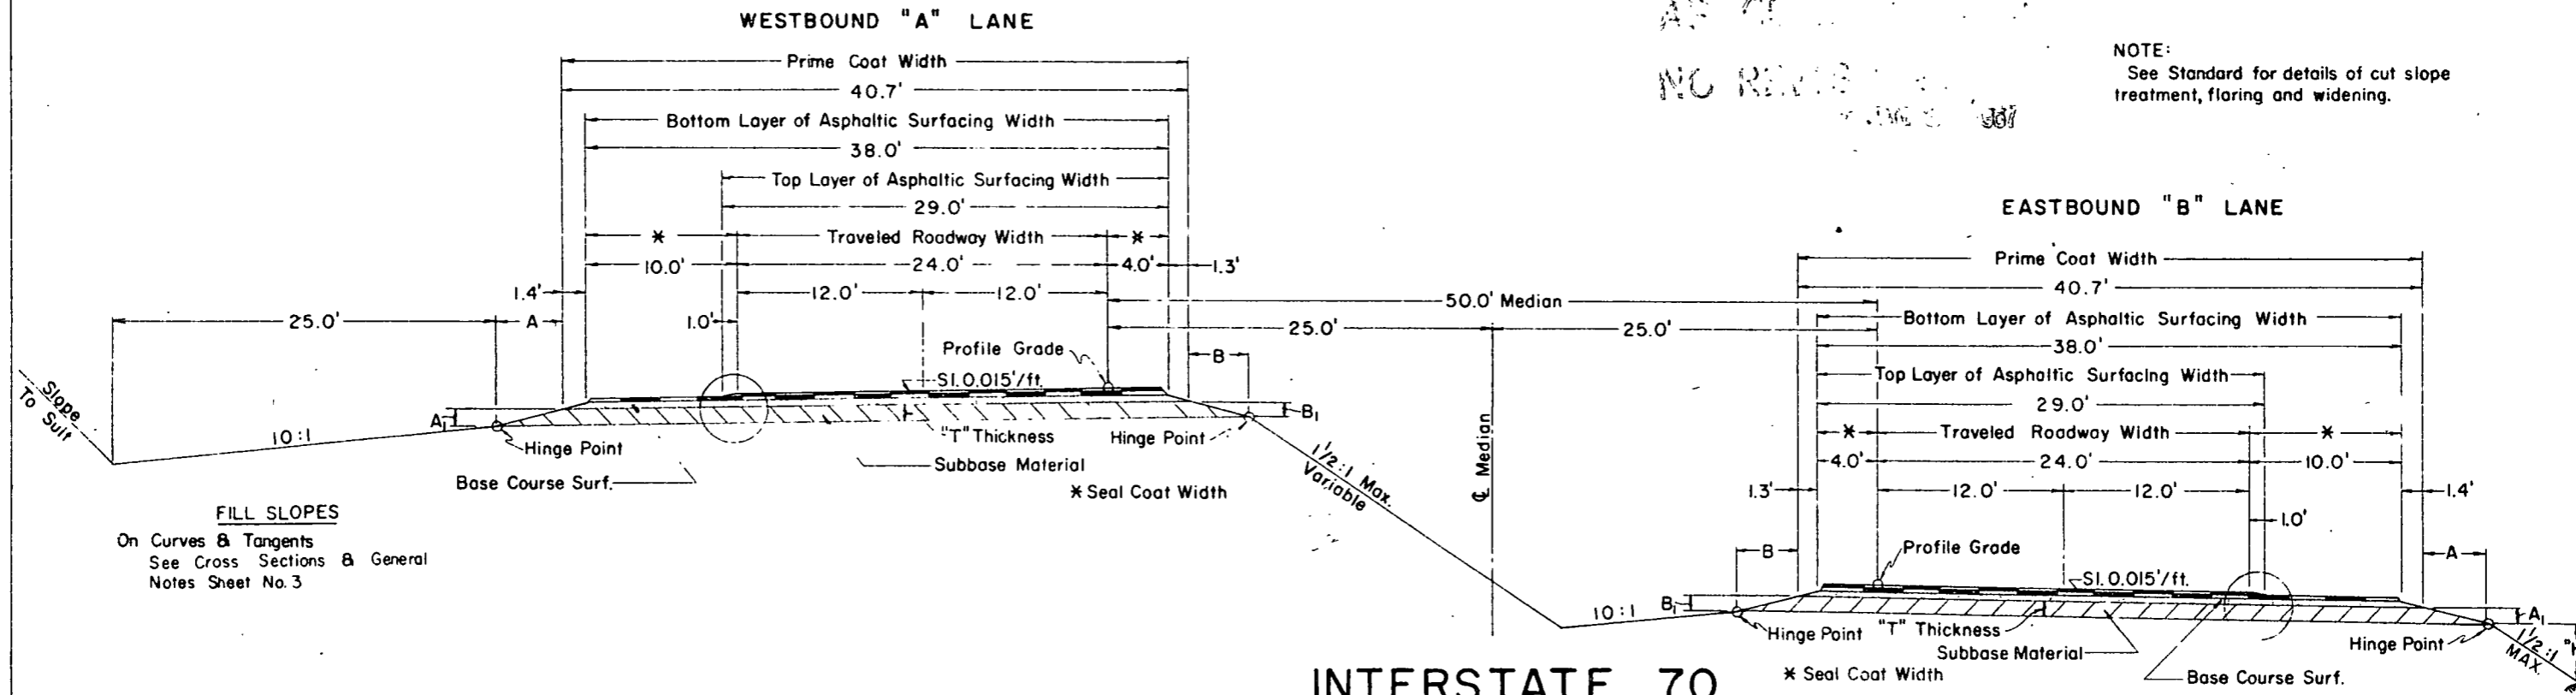 WESTBOUND "A" LANE
Prime Coat Width
40.7'
Bottom Layer of Asphaltic Surfacing Width
38.0'
Top Layer of Asphaltic Surfacing Width
29.0'
* Traveled Roadway Width *
10.0' 24.0' 4.0' 1.3'
1.4' 12.0' 12.0'
25.0' A 1.0'
50.0' Median
25.0' 25.0'
Profile Grade
B
Sl. 0.015'/ft.
Slope
To Suit
A1 B1
10:1
Hinge Point
"T" Thickness
Hinge Point
Subbase Material
Base Course Surf.
* Seal Coat Width
1 1/2:1 Max.
Variable
℄ Median
FILL SLOPES
On Curves & Tangents
See Cross Sections & General
Notes Sheet No. 3
NO
NOTE:
See Standard for details of cut slope
treatment, flaring and widening.
EASTBOUND "B" LANE
Prime Coat Width
40.7'
Bottom Layer of Asphaltic Surfacing Width
38.0'
Top Layer of Asphaltic Surfacing Width
29.0'
* Traveled Roadway Width *
4.0' 24.0' 10.0'
1.3' 12.0' 12.0' 1.4'
1.0'
B Profile Grade A
Sl. 0.015'/ft.
10:1 B1 A1
Hinge Point "T" Thickness Hinge Point
Subbase Material
1 1/2:1
MAX.
* Seal Coat Width
Base Course Surf.
INTERSTATE 70